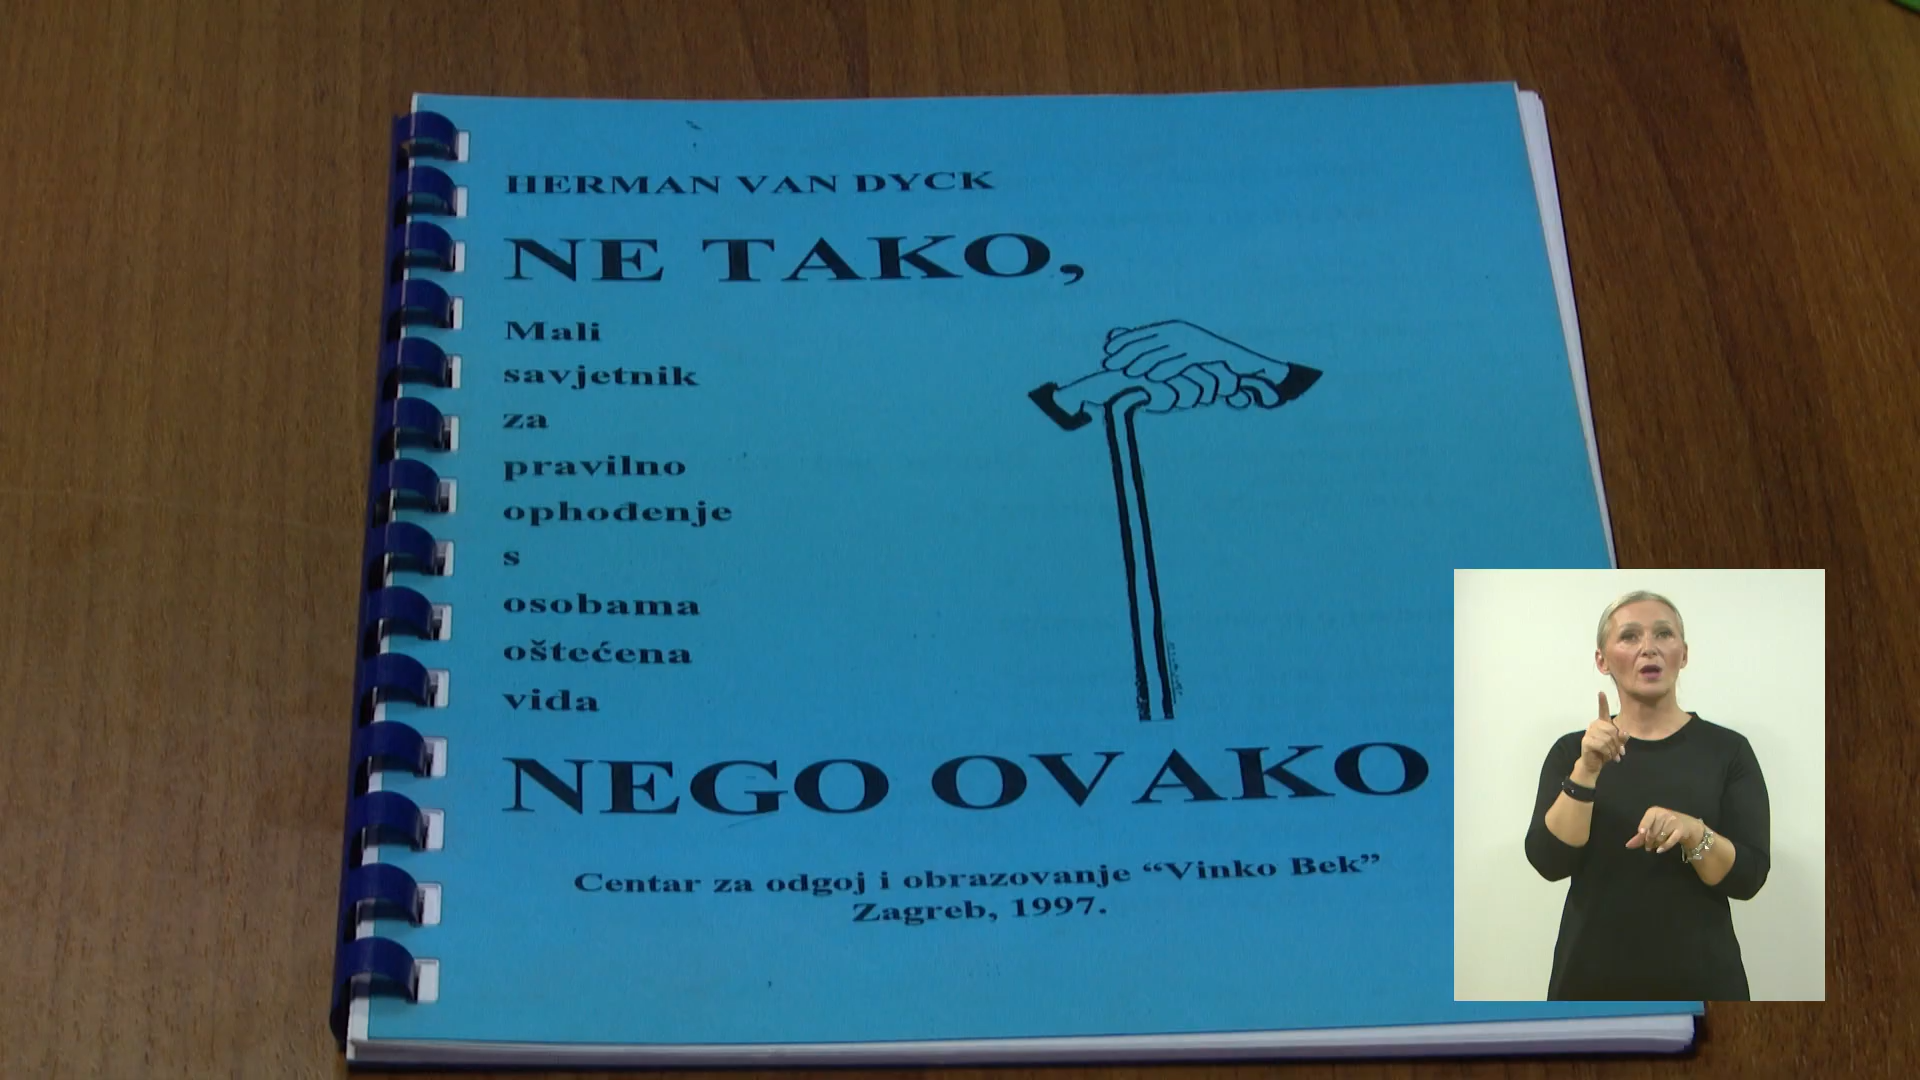 HERMAN VAN DYCK
NE TAKO,
Mali
savjetnik
za
pravilno
ophođenje
s
osobama
oštećena
vida
NEGO OVAKO
Centar za odgoj i obrazovanje “Vinko Bek”
Zagreb, 1997.